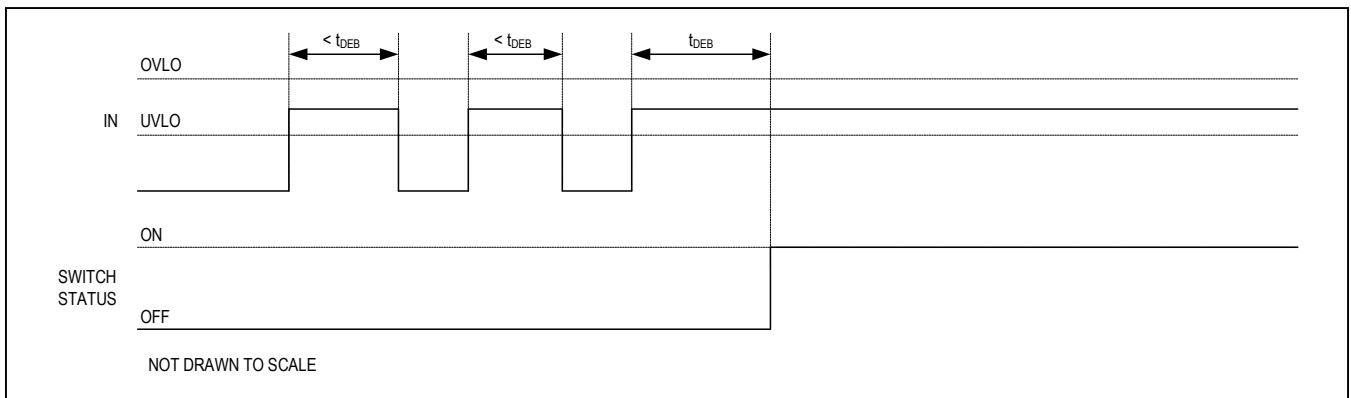 < tDEB < tDEB tDEB
OVLO
IN UVLO
ON
SWITCH
STATUS
OFF
NOT DRAWN TO SCALE